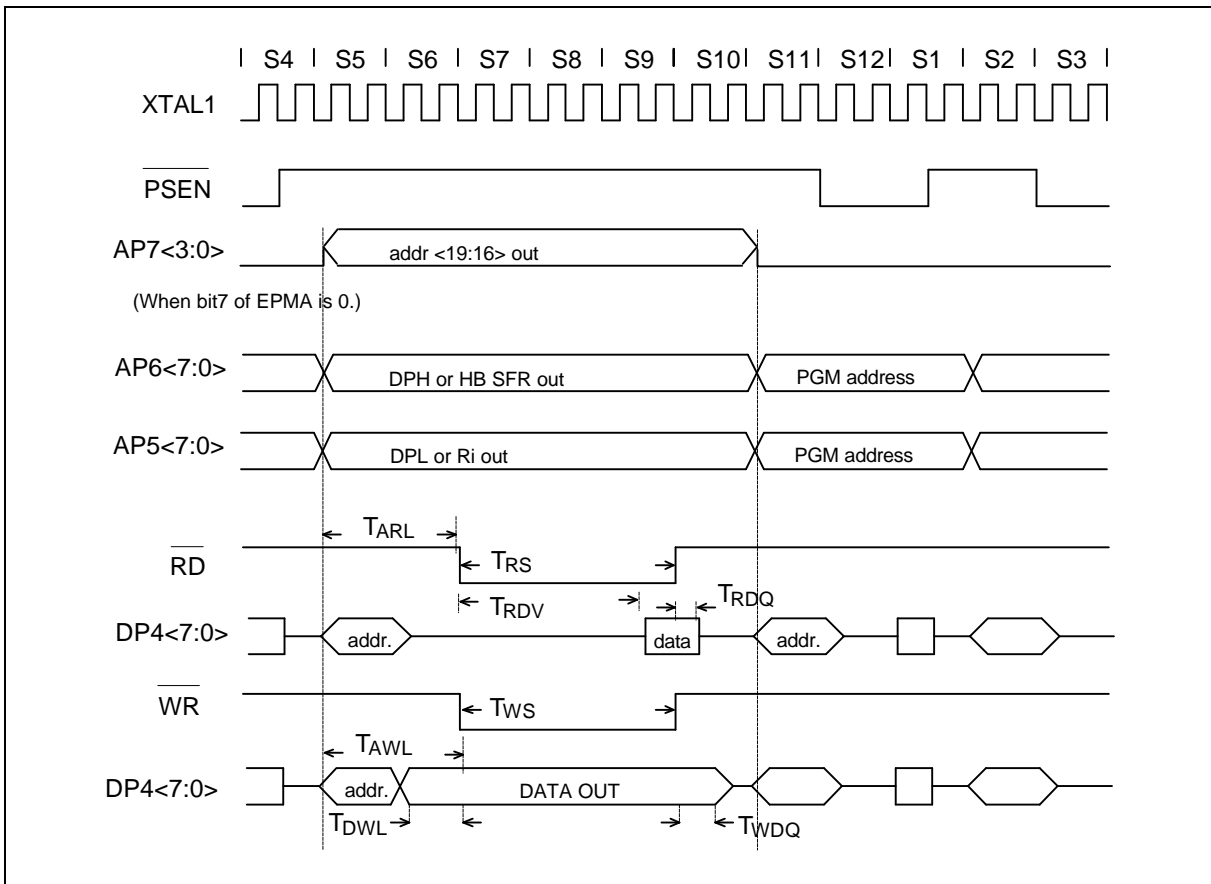 | S4 | S5 | S6 | S7 | S8 | S9 | S10 | S11 | S12 | S1 | S2 | S3 |
XTAL1
PSEN
AP7<3:0>
addr <19:16> out
(When bit7 of EPMA is 0.)
AP6<7:0>
DPH or HB SFR out
PGM address
AP5<7:0>
DPL or Ri out
PGM address
TARL
RD
TRS
TRDV
TRDQ
DP4<7:0>
addr.
data
addr.
WR
TWS
TAWL
DP4<7:0>
addr.
DATA OUT
TDWL
TWDQ